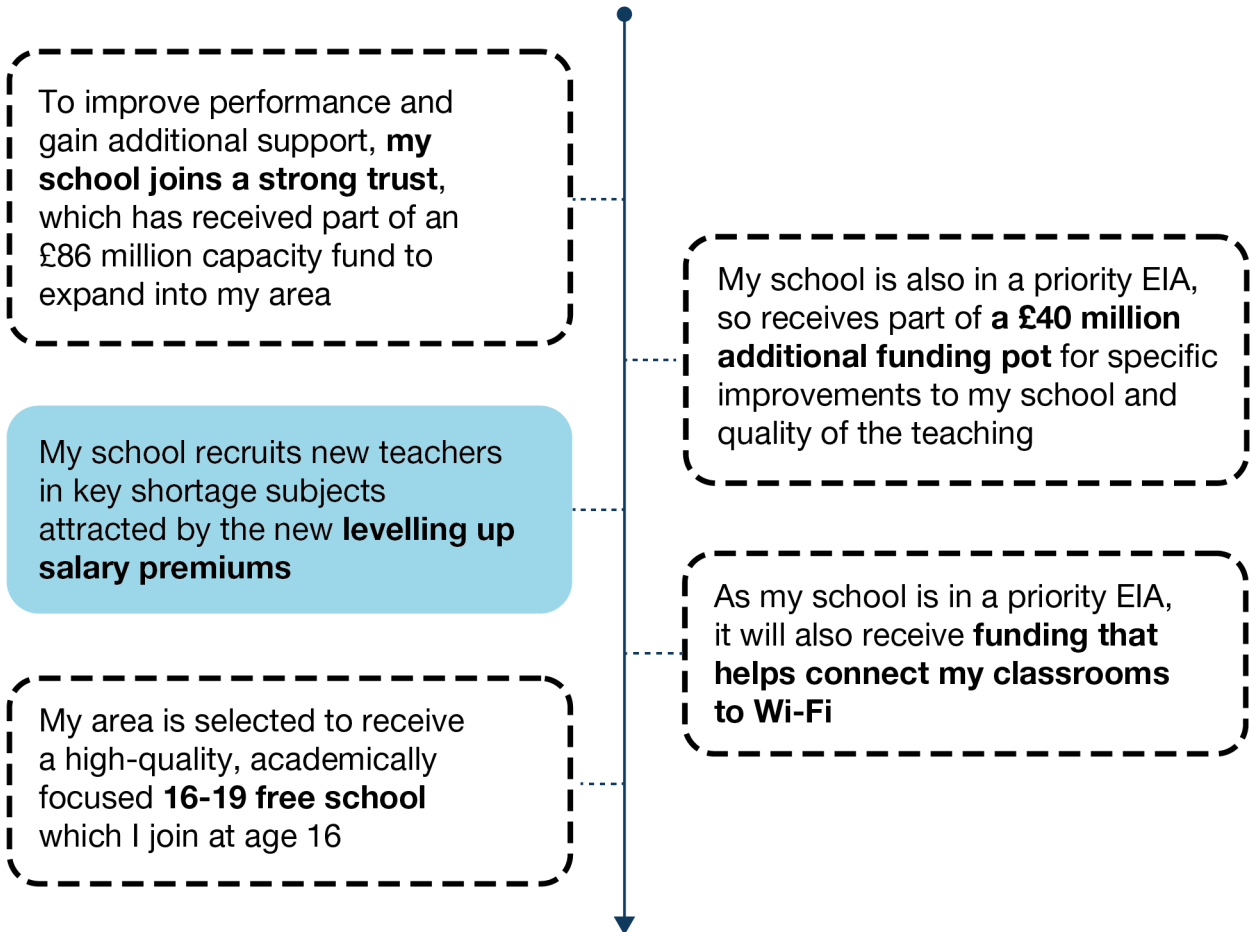 To improve performance and
gain additional support, my
school joins a strong trust,
which has received part of an
£86 million capacity fund to
expand into my area
My school is also in a priority EIA,
so receives part of a £40 million
additional funding pot for specific
improvements to my school and
quality of the teaching
My school recruits new teachers
in key shortage subjects
attracted by the new levelling up
salary premiums
As my school is in a priority EIA,
it will also receive funding that
helps connect my classrooms
to Wi-Fi
My area is selected to receive
a high-quality, academically
focused 16-19 free school
which I join at age 16